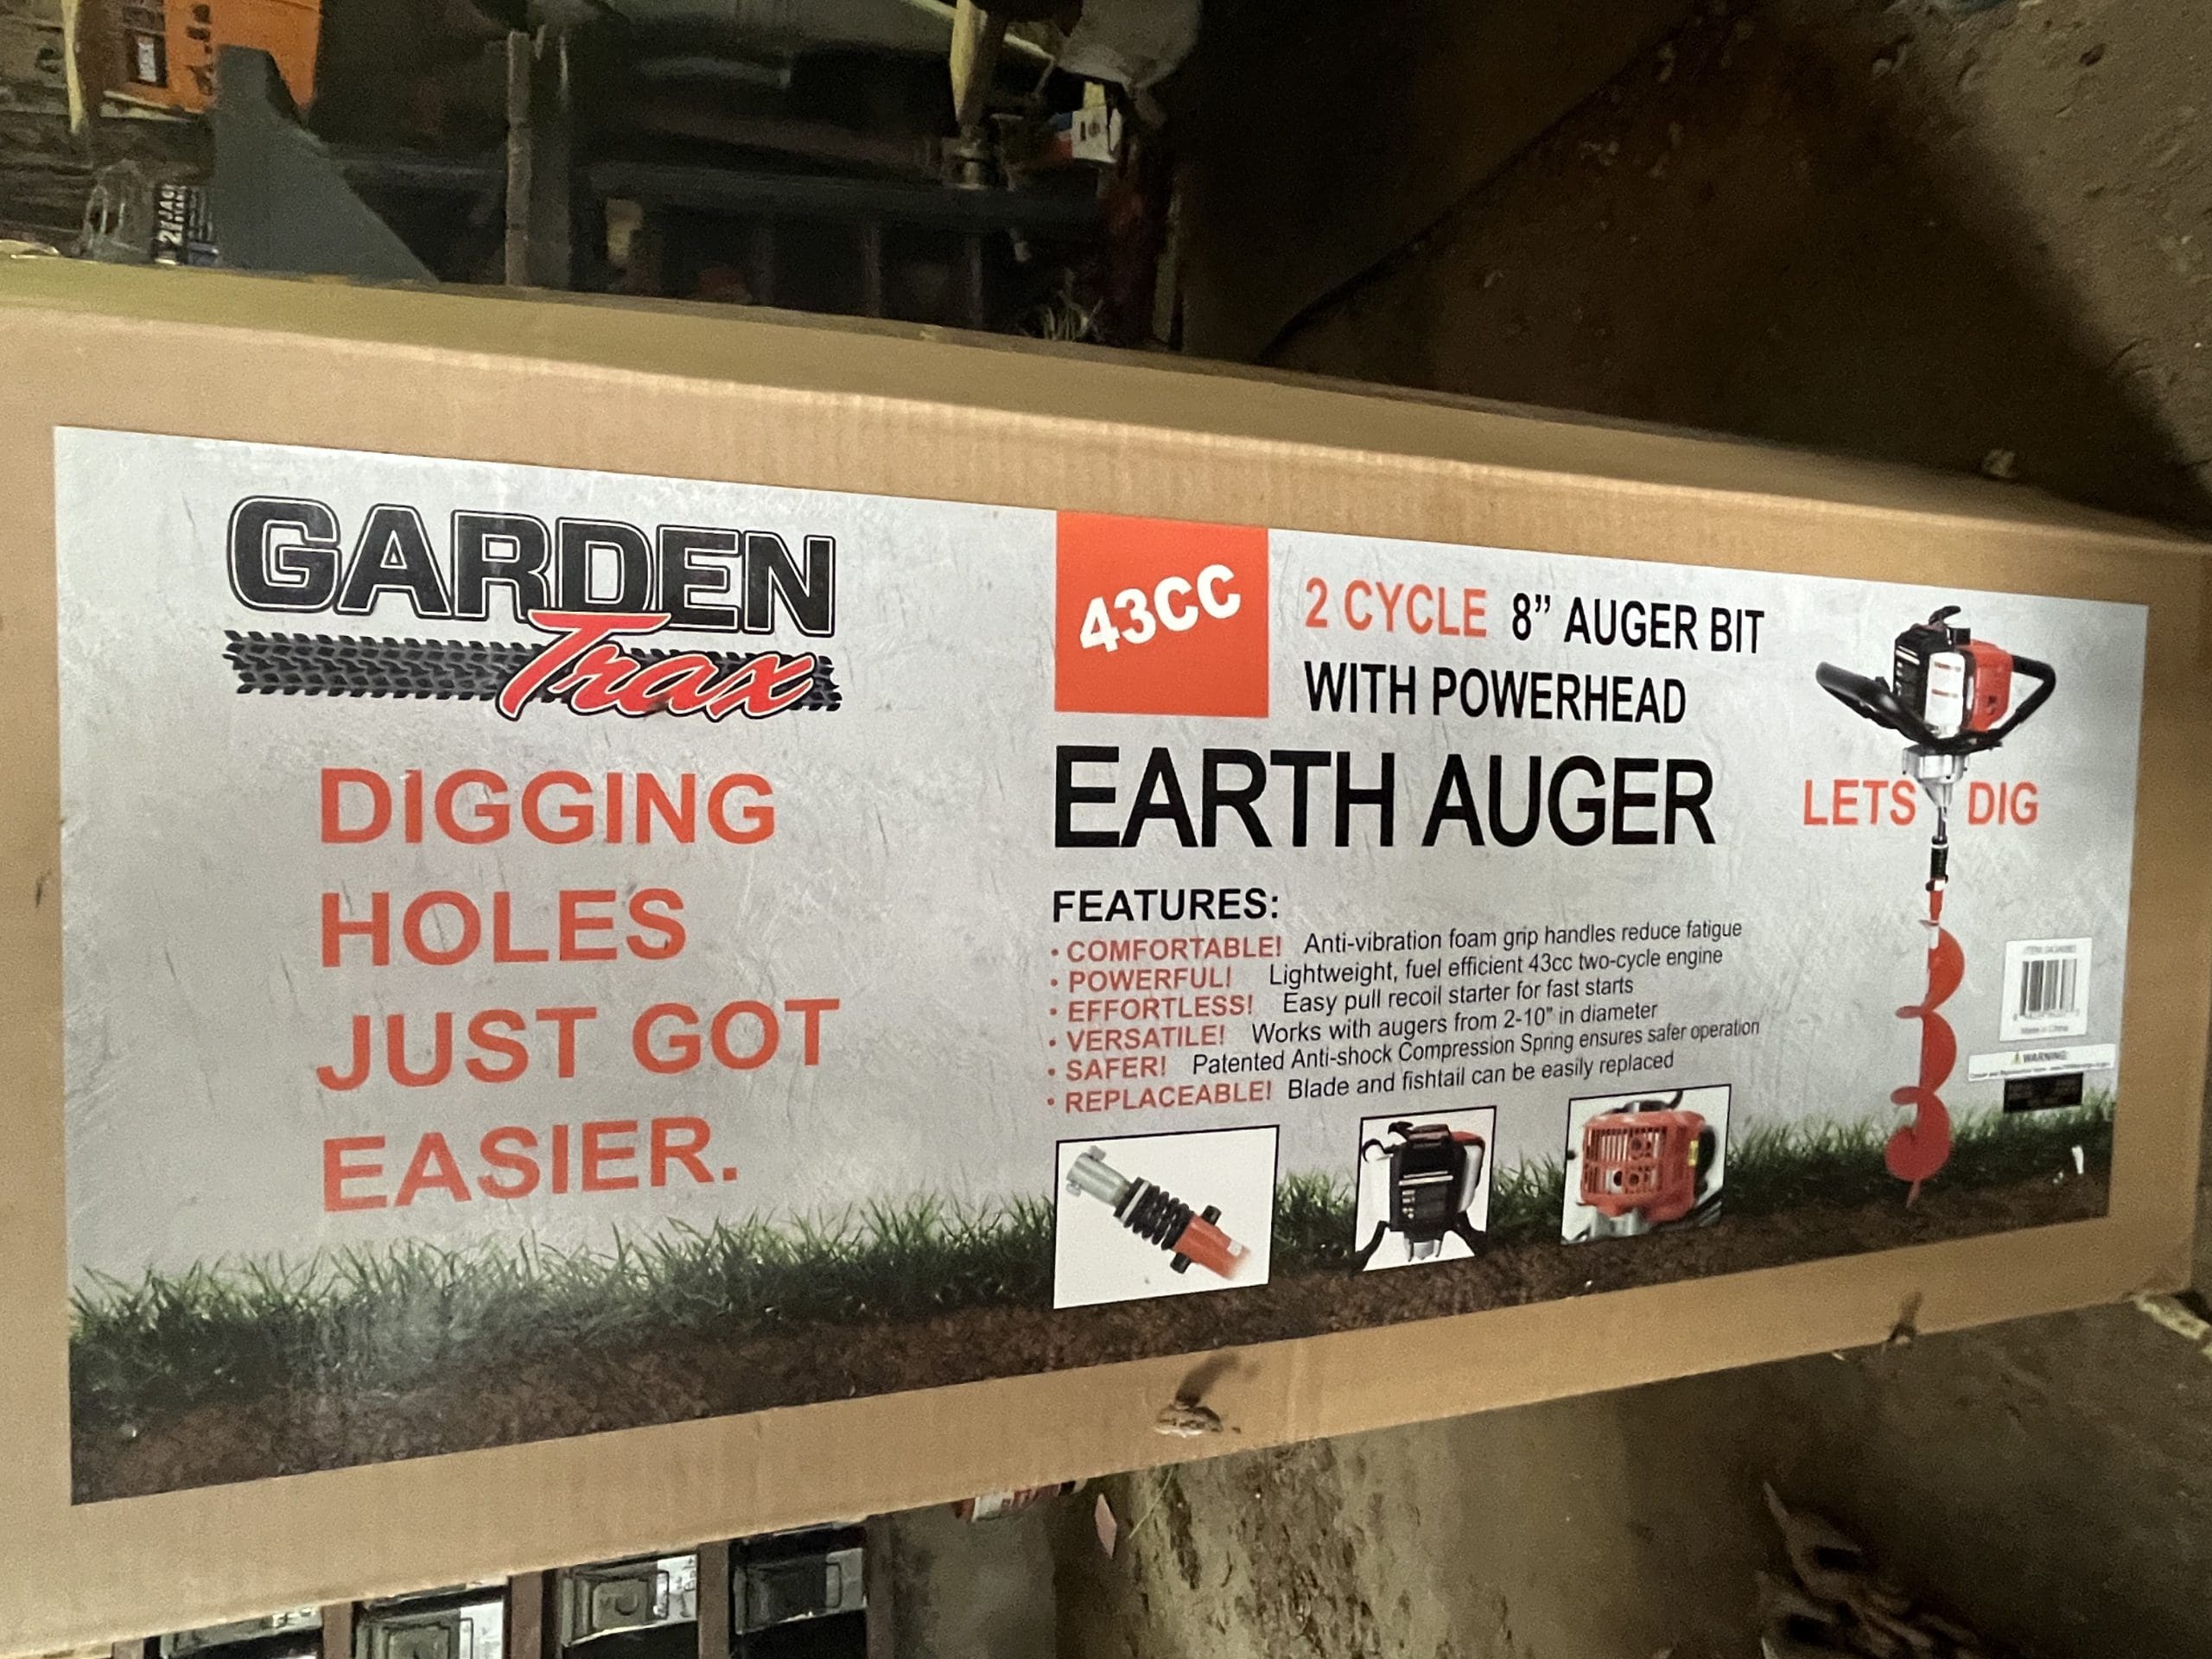 GARDEN
Trax
DIGGING
HOLES
JUST GOT
EASIER.
43CC
2 CYCLE 8” AUGER BIT
WITH POWERHEAD
EARTH AUGER
LETS DIG
FEATURES:
• COMFORTABLE! Anti-vibration foam grip handles reduce fatigue
• POWERFUL! Lightweight, fuel efficient 43cc two-cycle engine
• EFFORTLESS! Easy pull recoil starter for fast starts
• VERSATILE! Works with augers from 2-10" in diameter
• SAFER! Patented Anti-shock Compression Spring ensures safer operation
• REPLACEABLE! Blade and fishtail can be easily replaced
Made in China
WARNING